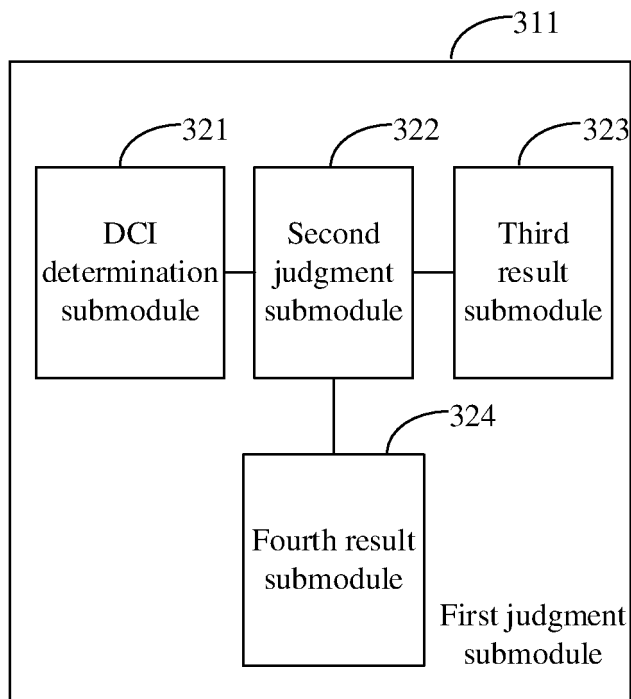 311
321
322
323
DCI
determination
submodule
Second
judgment
submodule
Third
result
submodule
324
Fourth result
submodule
First judgment
submodule